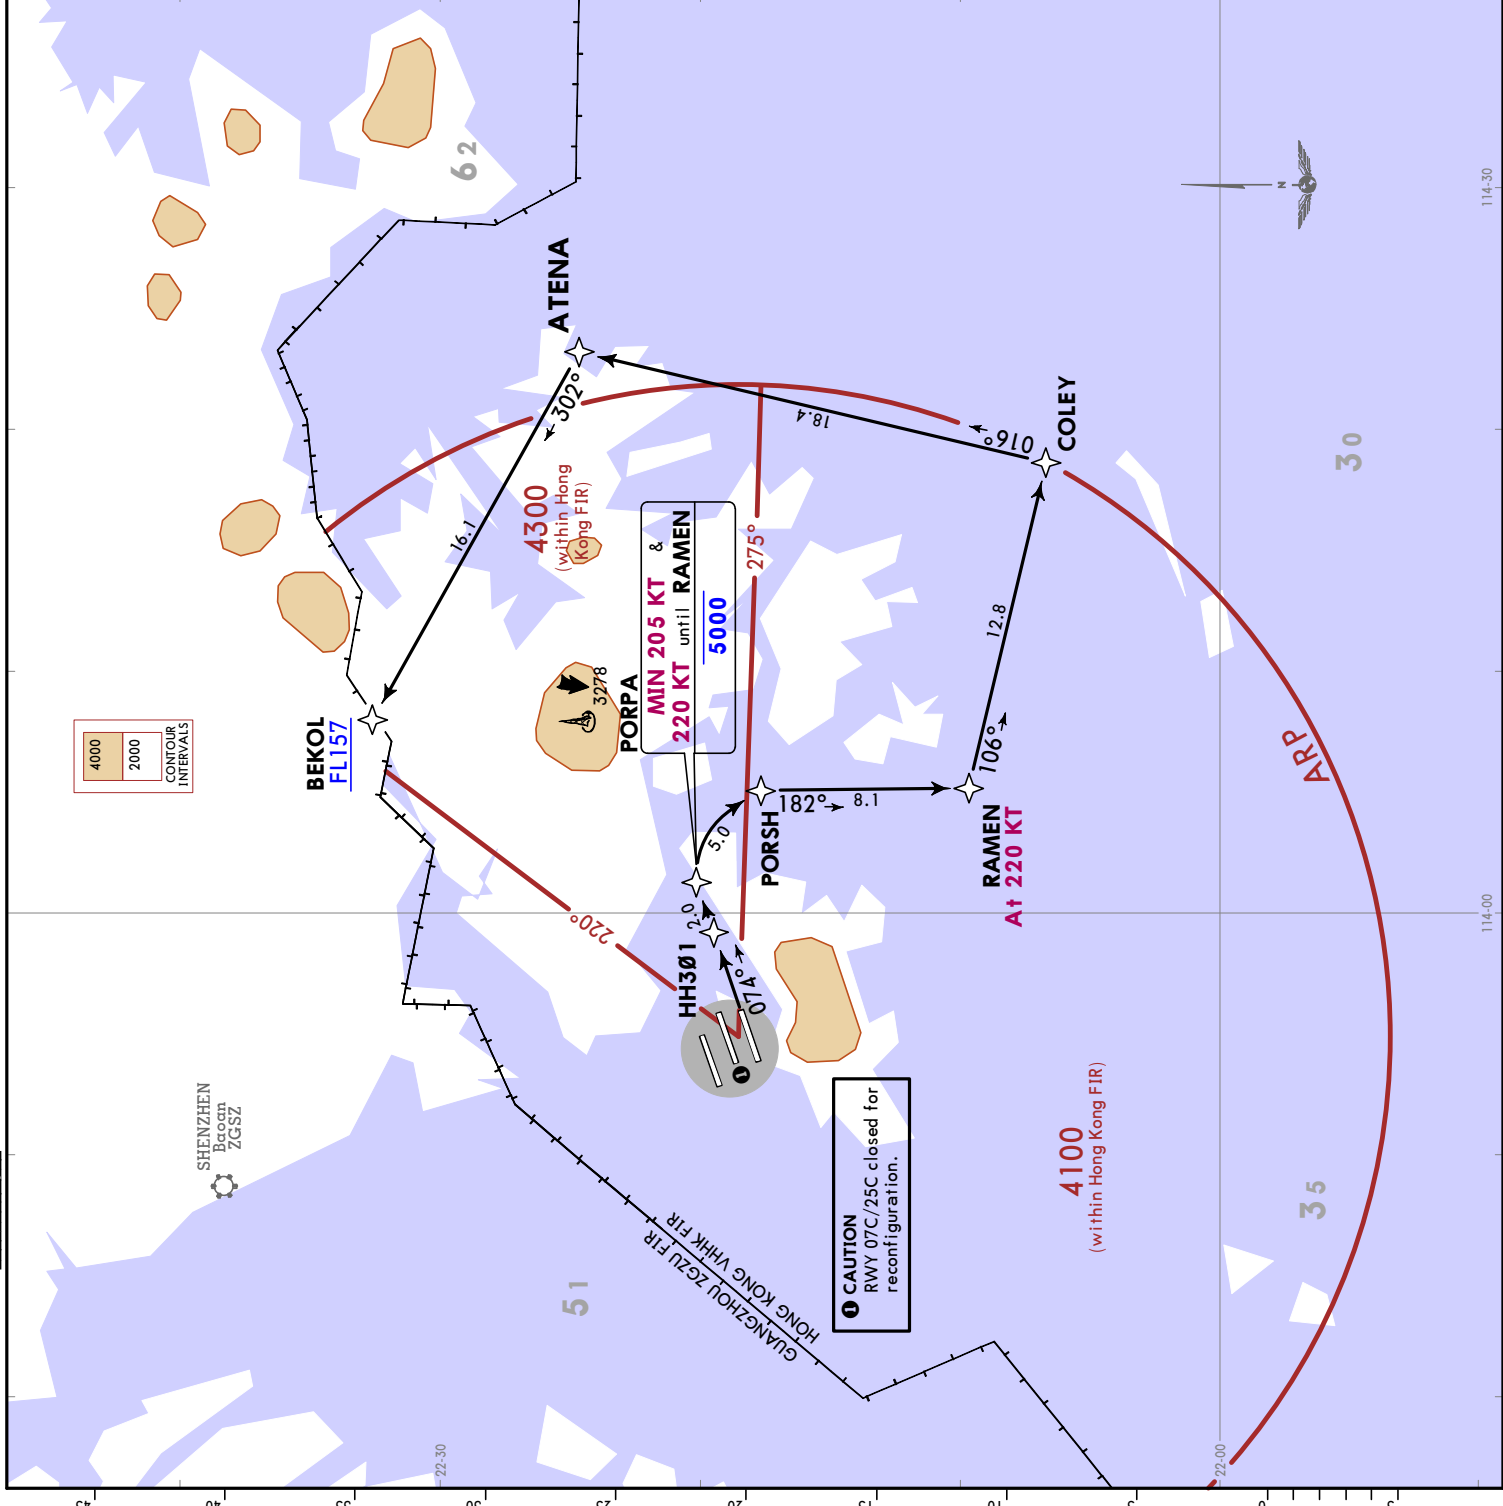 62
114-30
N
ATENA
302°
18.4
016°
COLEY
30
16.1
4300
(within Hong
Kong FIR)
275°
12.8
4000
2000
CONTOUR
INTERVALS
BEKOL
FL157
3278
PORPA
MIN 205 KT &
220 KT until RAMEN
5000
5.0
PORSH
182°
8.1
106°
RAMEN
At 220 KT
ARP
114-00
220°
2.0
HH3Ø1
074°
1
SHENZHEN
Baoan
ZGSZ
1 CAUTION
RWY 07C/25C closed for
reconfiguration.
4100
(within Hong Kong FIR)
35
51
HONG KONG VHHK FIR
GUANGZHOU ZGZU FIR
22-30
22-00